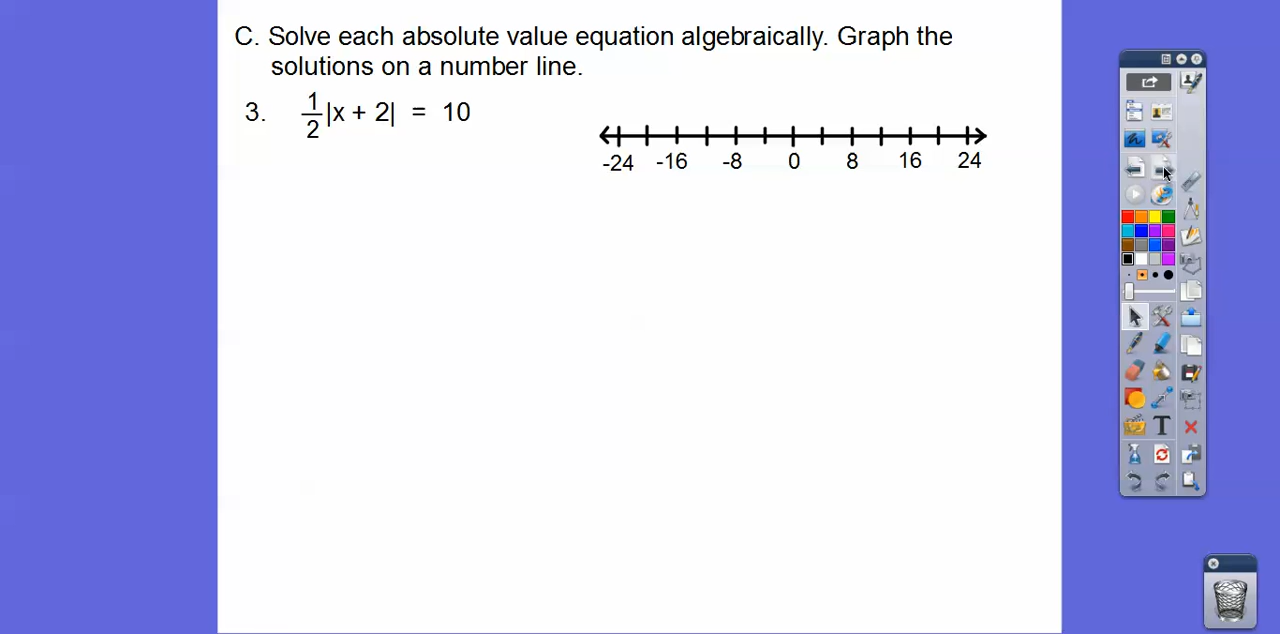 C. Solve each absolute value equation algebraically. Graph the
solutions on a number line.
3. 1/2|x + 2| = 10
-24 -16 -8 0 8 16 24